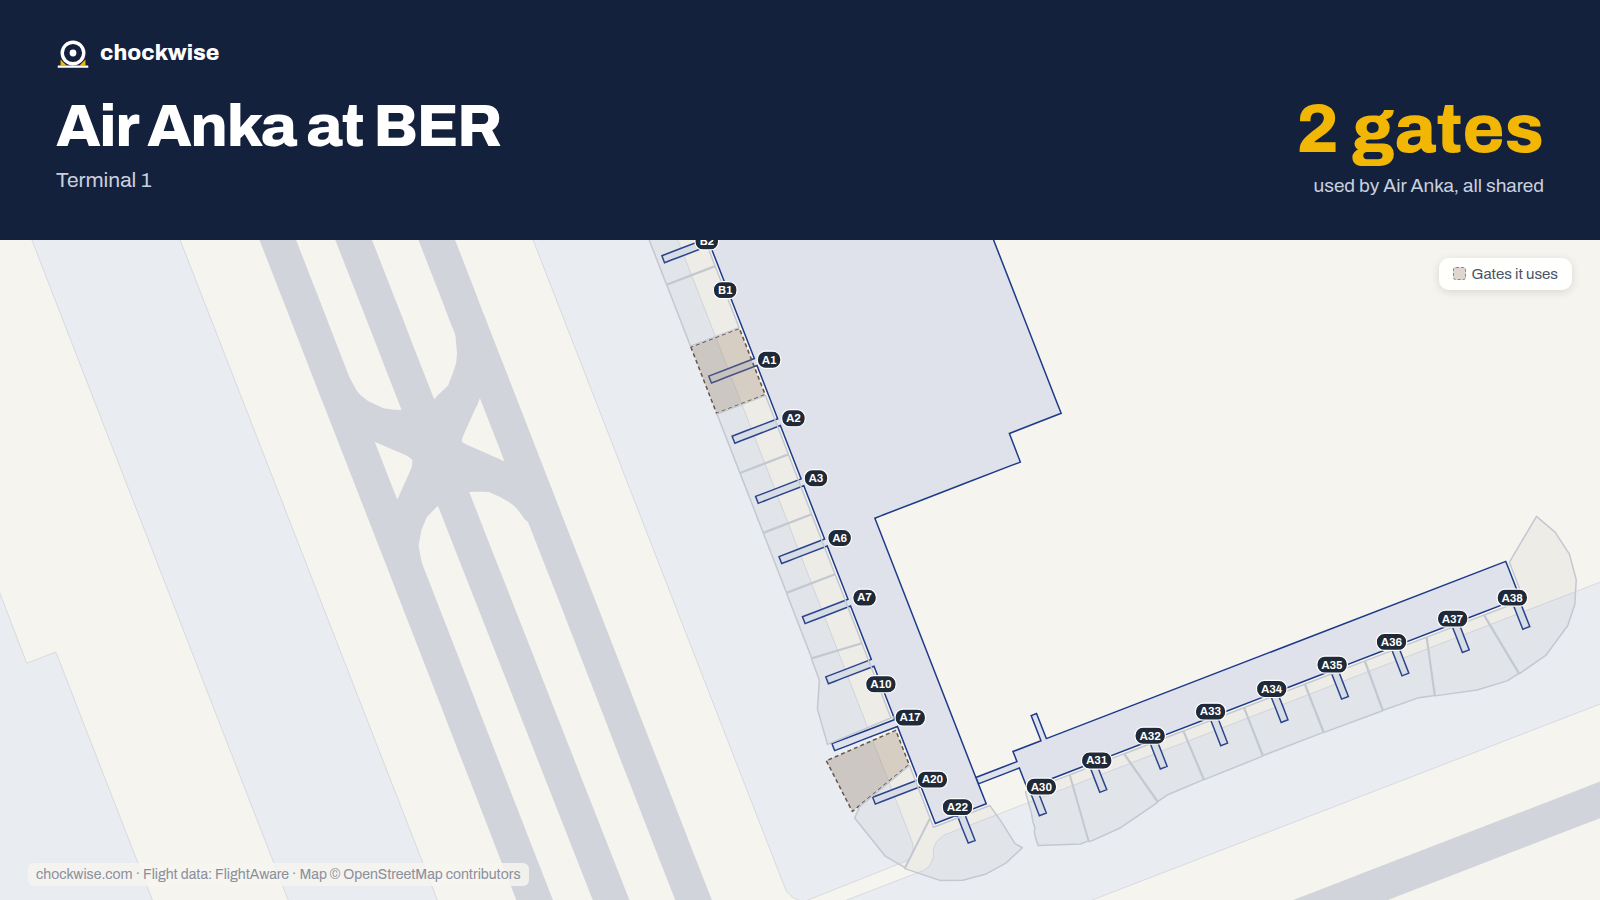 chockwise
Air Anka at BER
Terminal 1
2 gates
used by Air Anka, all shared
Gates it uses
B2
B1
A1
A2
A3
A6
A7
A10
A17
A20
A22
A30
A31
A32
A33
A34
A35
A36
A37
A38
chockwise.com · Flight data: FlightAware · Map © OpenStreetMap contributors